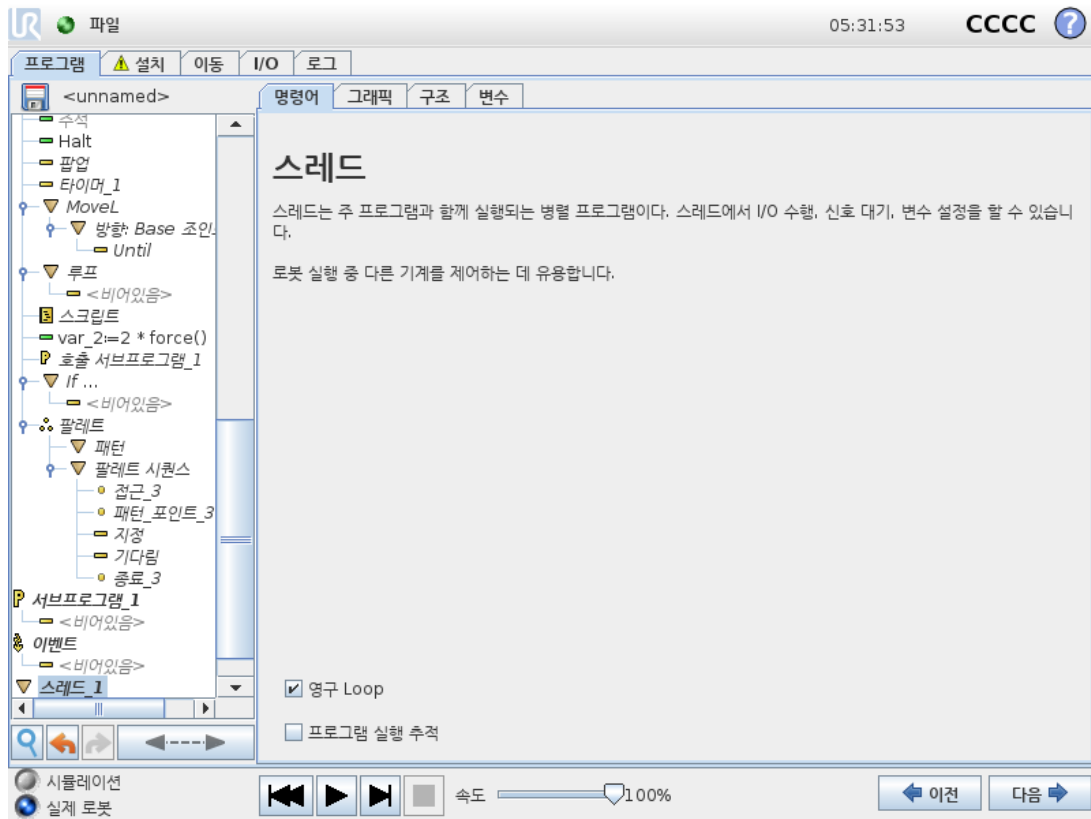 UR 파일 05:31:53 CCCC ?
프로그램 설치 이동 I/O 로그
<unnamed>
명령어 그래픽 구조 변수
주석
Halt
팝업
타이머_1
MoveL
방향: Base 조인
Until
루프
<비어있음>
스크립트
var_2:=2 * force()
호출 서브프로그램_1
If ...
<비어있음>
팔레트
패턴
팔레트 시퀀스
접근_3
패턴_포인트_3
지정
기다림
종료_3
서브프로그램_1
<비어있음>
이벤트
<비어있음>
스레드_1
스레드
스레드는 주 프로그램과 함께 실행되는 병렬 프로그램이다. 스레드에서 I/O 수행, 신호 대기, 변수 설정을 할 수 있습니
다.
로봇 실행 중 다른 기계를 제어하는 데 유용합니다.
영구 Loop
프로그램 실행 추적
시뮬레이션
실제 로봇
속도 100%
이전 다음